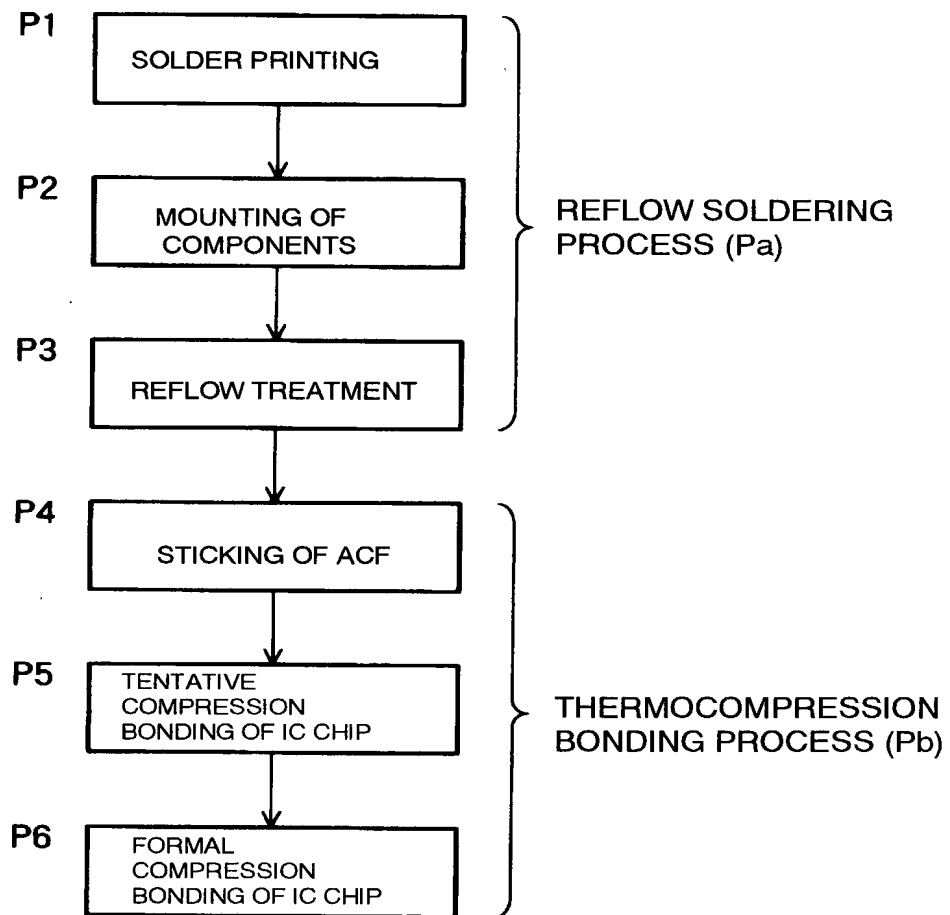 P1
SOLDER PRINTING
P2
MOUNTING OF
COMPONENTS
P3
REFLOW TREATMENT
REFLOW SOLDERING
PROCESS (Pa)
P4
STICKING OF ACF
P5
TENTATIVE
COMPRESSION
BONDING OF IC CHIP
P6
FORMAL
COMPRESSION
BONDING OF IC CHIP
THERMOCOMPRESSION
BONDING PROCESS (Pb)